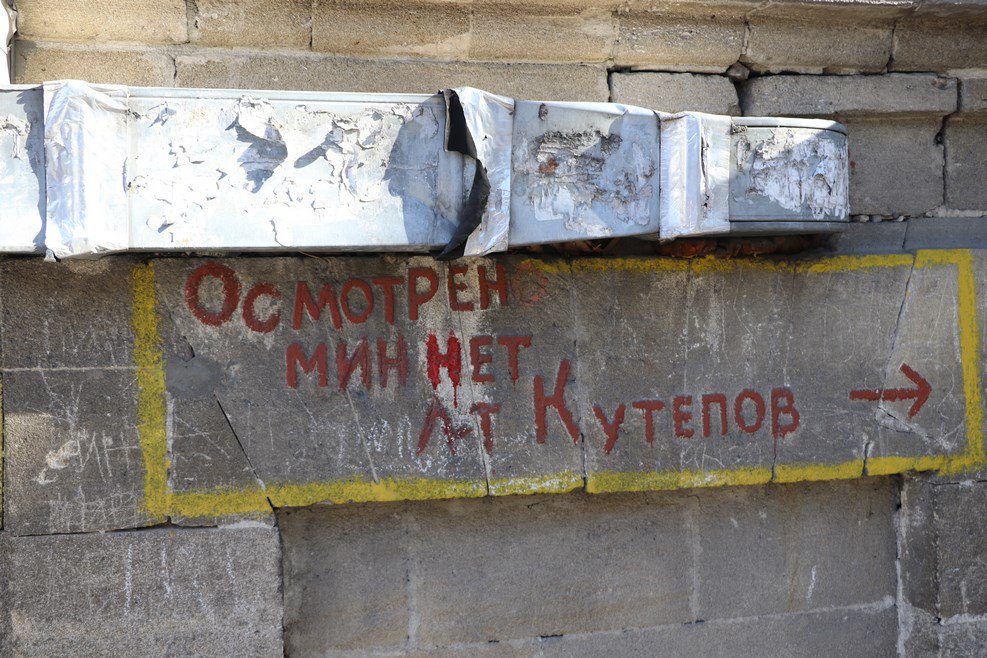 Осмотрено
мин нет
л-т Кутепов →